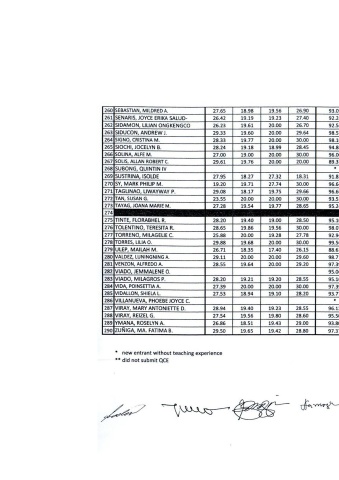 260 SEBASTIAN, MILDRED A. 27.65 18.98 19.56 26.90 93.0
261 SENARIS, JOYCE ERIKA SALUD- 26.42 19.19 19.23 27.40 92.2
262 SIDAMON, LILIAN ONGKENGCO 26.23 19.61 20.00 26.70 92.5
263 SIDUCON, ANDREW J. 29.33 19.60 20.00 29.64 98.5
264 SIGNO, CRISTINA M. 28.33 19.77 20.00 30.00 98.1
265 SIOCHI, JOCELYN B. 28.24 19.18 18.99 28.45 94.8
266 SOLINA, ALFE M. 27.00 19.00 20.00 30.00 96.0
267 SOLIS, ALLAN ROBERT C. 29.61 19.76 20.00 20.00 89.3
268 SUBONG, QUINTIN IV
269 SUSTRINA, ISOLDE 27.95 18.27 27.32 18.31 91.8
270 SY, MARK PHILIP M. 19.20 19.71 27.74 30.00 96.6
271 TAGLINAO, LIWAYWAY P. 29.08 18.17 19.75 29.66 96.6
272 TAN, SUSAN G. 23.55 20.00 20.00 30.00 93.5
273 TAYAG, JOANA MARIE M. 27.28 19.54 19.77 28.65 95.2
274
275 TINTE, FLORABHEL R. 28.20 19.40 19.00 28.50 95.1
276 TOLENTINO, TERESITA R. 28.65 19.86 19.56 30.00 98.0
277 TORRENO, MILAGELIE C. 25.88 20.00 19.28 27.78 92.9
278 TORRES, LILIA O. 29.88 19.68 20.00 30.00 99.5
279 ULEP, MAILAH M. 26.71 18.35 17.40 26.15 88.6
280 VALDEZ, LUNINGNING A. 29.11 20.00 20.00 29.60 98.7
281 VENZON, ALFREDO A. 28.55 19.64 20.00 29.20 97.3
282 VIADO, JEMMALENE O. 95.0
283 VIADO, MILAGROS P. 28.20 19.21 19.20 28.55 95.1
284 VIDA, POINSETTIA A. 27.39 20.00 20.00 30.00 97.3
285 VIDALLON, SHIELA L. 27.53 18.94 19.10 28.20 93.7
286 VILLANUEVA, PHOEBE JOYCE C. *
287 VIRAY, MARY ANTONIETTE D. 28.94 19.40 19.23 28.55 96.1
288 VIRAY, REIZEL G. 27.54 19.56 19.80 28.60 95.5
289 YMANA, ROSELYN A. 26.86 18.51 19.43 29.00 93.8
290 ZUÑIGA, MA. FATIMA B. 29.50 19.65 19.42 28.80 97.3
* new entrant without teaching experience
** did not submit QCE